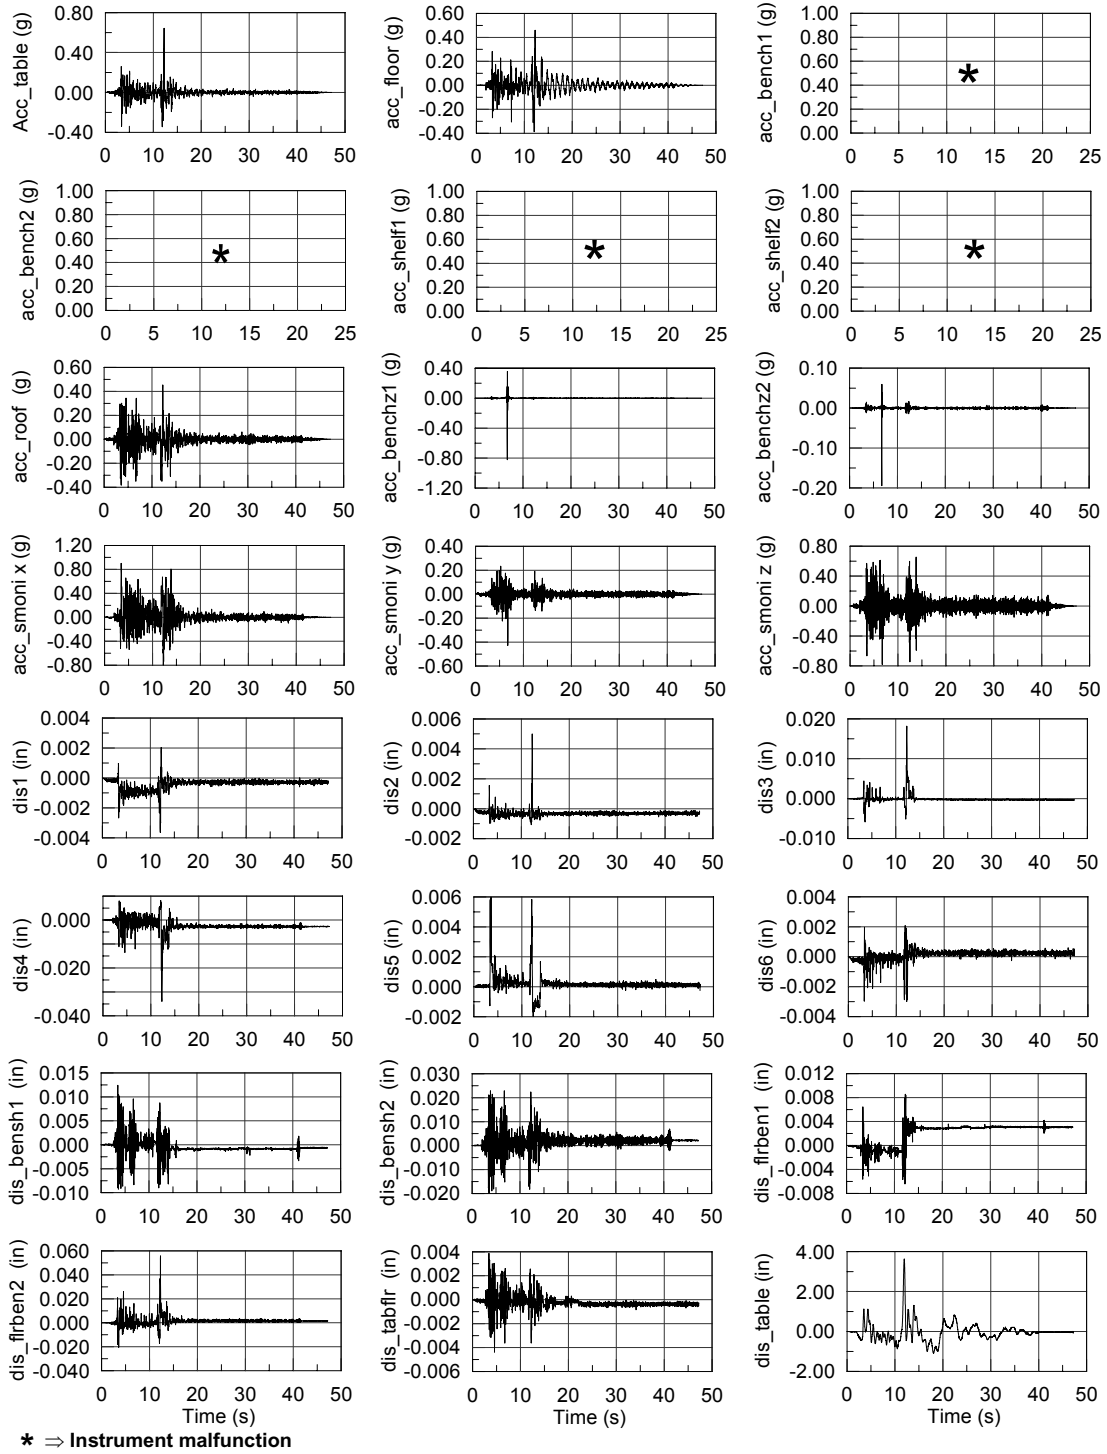 Acc_table (g)
0.80
0.40
0.00
-0.40
0 10 20 30 40 50
acc_floor (g)
0.60
0.40
0.20
0.00
-0.20
-0.40
0 10 20 30 40 50
acc_bench1 (g)
1.00
0.80
0.60
0.40
0.20
0.00
*
0 5 10 15 20 25
acc_bench2 (g)
1.00
0.80
0.60
0.40
0.20
0.00
*
0 5 10 15 20 25
acc_shelf1 (g)
1.00
0.80
0.60
0.40
0.20
0.00
*
0 5 10 15 20 25
acc_shelf2 (g)
1.00
0.80
0.60
0.40
0.20
0.00
*
0 5 10 15 20 25
acc_roof (g)
0.60
0.40
0.20
0.00
-0.20
-0.40
0 10 20 30 40 50
acc_benchz1 (g)
0.40
0.00
-0.40
-0.80
-1.20
0 10 20 30 40 50
acc_benchz2 (g)
0.10
0.00
-0.10
-0.20
0 10 20 30 40 50
acc_smoni x (g)
1.20
0.80
0.40
0.00
-0.40
-0.80
0 10 20 30 40 50
acc_smoni y (g)
0.40
0.20
0.00
-0.20
-0.40
-0.60
0 10 20 30 40 50
acc_smoni z (g)
0.80
0.40
0.00
-0.40
-0.80
0 10 20 30 40 50
dis1 (in)
0.004
0.002
0.000
-0.002
-0.004
0 10 20 30 40 50
dis2 (in)
0.006
0.004
0.002
0.000
-0.002
0 10 20 30 40 50
dis3 (in)
0.020
0.010
0.000
-0.010
0 10 20 30 40 50
dis4 (in)
0.000
-0.020
-0.040
0 10 20 30 40 50
dis5 (in)
0.006
0.004
0.002
0.000
-0.002
0 10 20 30 40 50
dis6 (in)
0.004
0.002
0.000
-0.002
-0.004
0 10 20 30 40 50
dis_bensh1 (in)
0.015
0.010
0.005
0.000
-0.005
-0.010
0 10 20 30 40 50
dis_bensh2 (in)
0.030
0.020
0.010
0.000
-0.010
-0.020
0 10 20 30 40 50
dis_flrben1 (in)
0.012
0.008
0.004
0.000
-0.004
-0.008
0 10 20 30 40 50
dis_flrben2 (in)
0.060
0.040
0.020
0.000
-0.020
-0.040
0 10 20 30 40 50
Time (s)
dis_tabflr (in)
0.004
0.002
0.000
-0.002
-0.004
-0.006
0 10 20 30 40 50
Time (s)
dis_table (in)
4.00
2.00
0.00
-2.00
0 10 20 30 40 50
Time (s)
* ⇒ Instrument malfunction